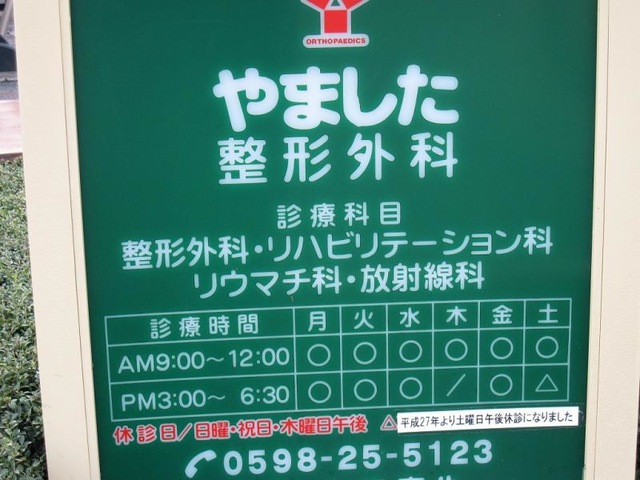 ORTHOPAEDICS
やました
整形外科
診療科目
整形外科・リハビリテーション科
リウマチ科・放射線科
診療時間 月 火 水 木 金 土
AM9:00～12:00 ○ ○ ○ ○ ○ ○
PM3:00～ 6:30 ○ ○ ○ ／ ○ △
休診日/日曜・祝日・木曜日午後 △ 平成27年より土曜日午後休診になりました
0598-25-5123